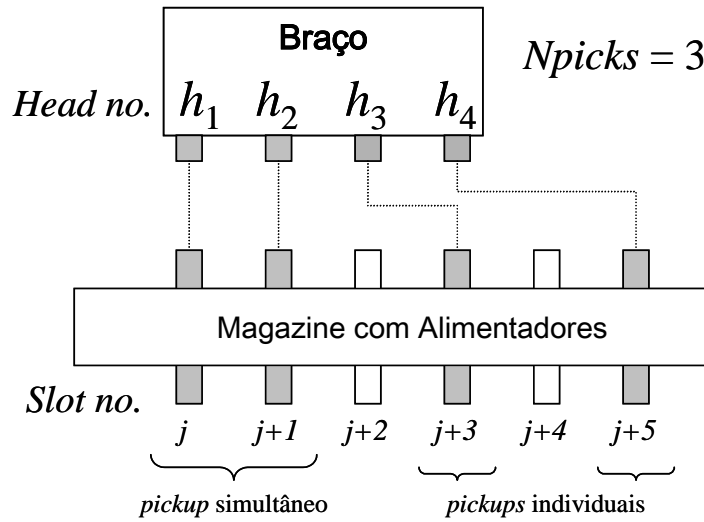 Braço
Npicks = 3
Head no. h₁ h₂ h₃ h₄
Magazine com Alimentadores
Slot no.
j j+1 j+2 j+3 j+4 j+5
pickup simultâneo pickups individuais